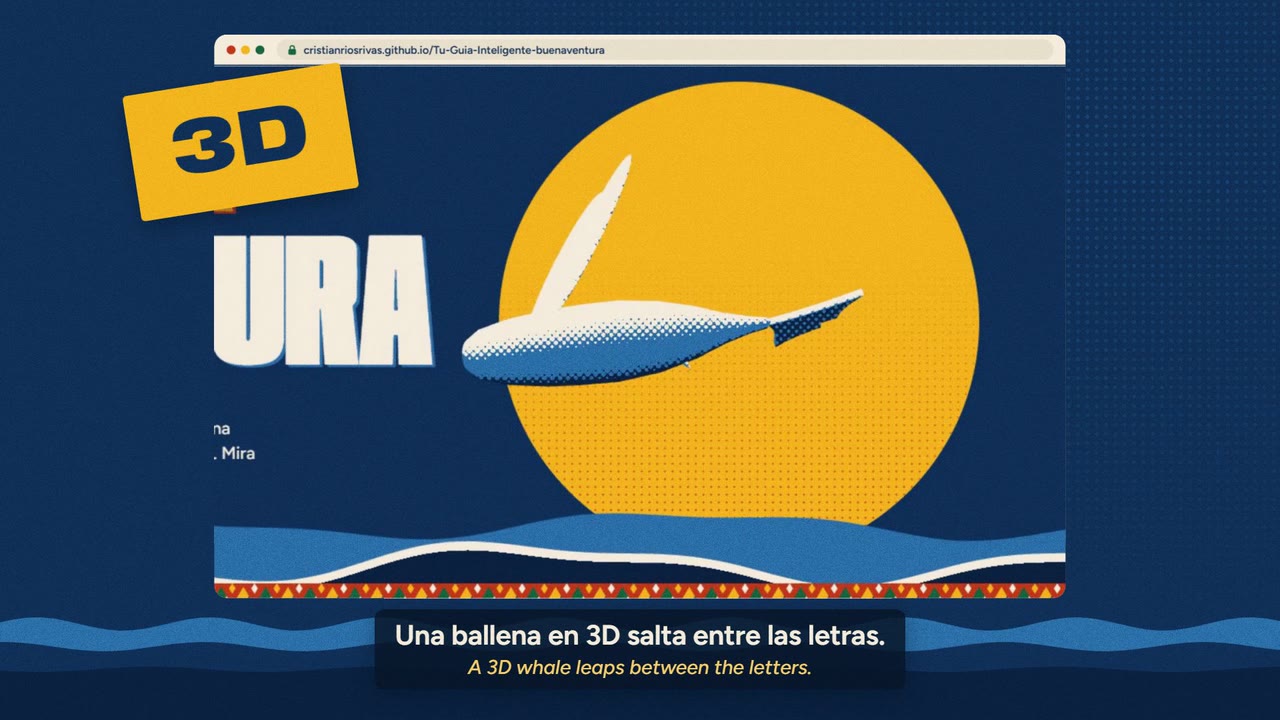 cristianriosrivas.github.io/Tu-Guia-Inteligente-buenaventura
3D
URA
na
. Mira
Una ballena en 3D salta entre las letras.
A 3D whale leaps between the letters.